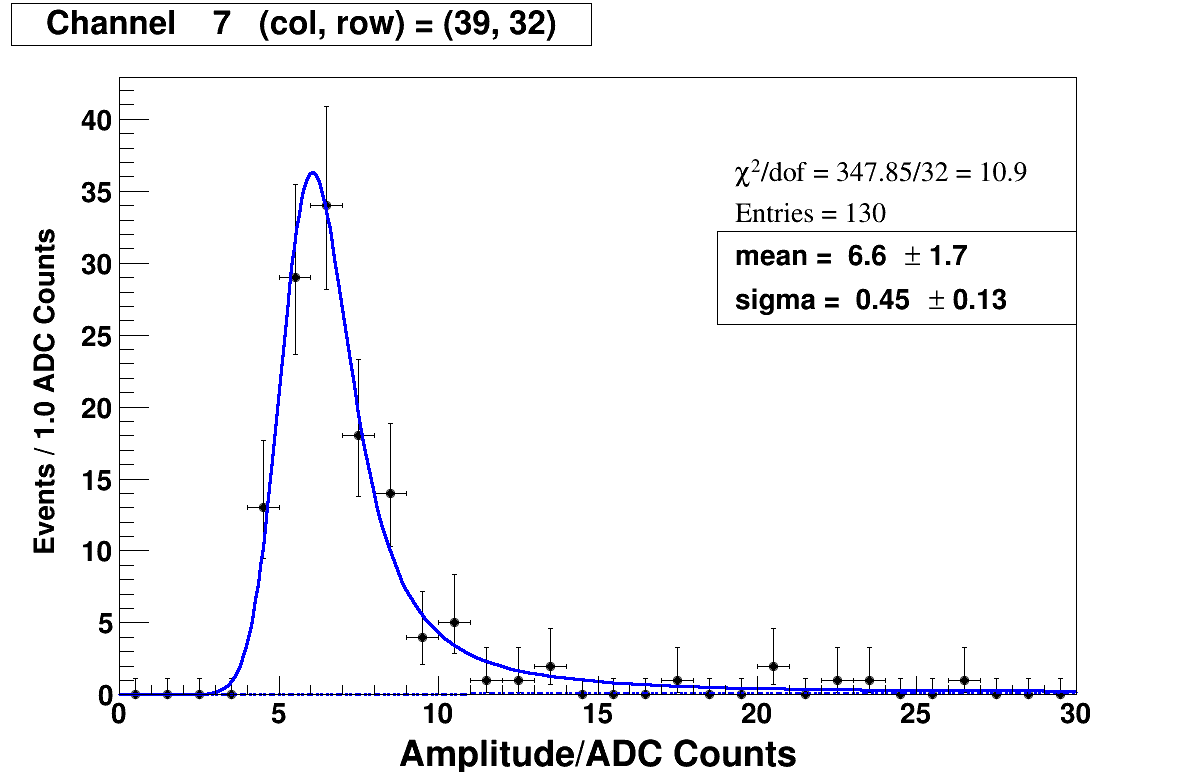 Channel 7 (col, row) = (39, 32)
χ²/dof = 347.85/32 = 10.9
Entries = 130
mean = 6.6 ± 1.7
sigma = 0.45 ± 0.13
Events / 1.0 ADC Counts
40
35
30
25
20
15
10
5
0
0 5 10 15 20 25 30
Amplitude/ADC Counts